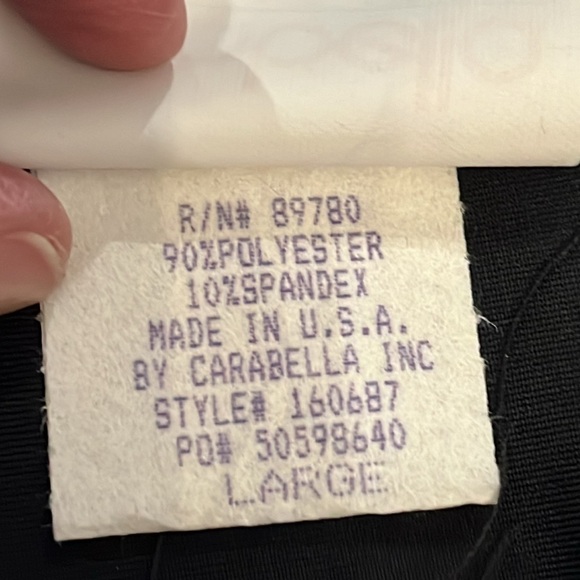 R/N# 89780
90%POLYESTER
10%SPANDEX
MADE IN U.S.A.
BY CARABELLA INC
STYLE# 160687
PO# 50598640
LARGE